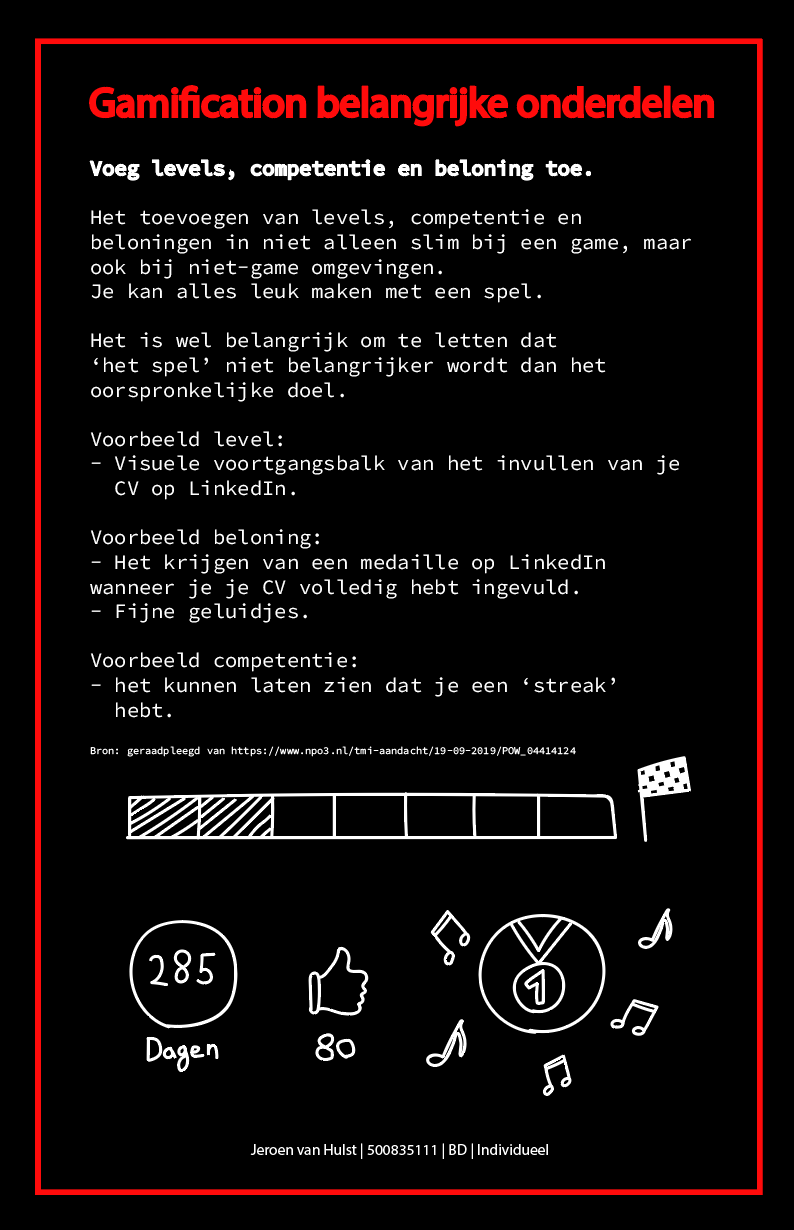 Gamification belangrijke onderdelen
Voeg levels, competentie en beloning toe.
Het toevoegen van levels, competentie en
beloningen in niet alleen slim bij een game, maar
ook bij niet-game omgevingen.
Je kan alles leuk maken met een spel.
Het is wel belangrijk om te letten dat
‘het spel’ niet belangrijker wordt dan het
oorspronkelijke doel.
Voorbeeld level:
- Visuele voortgangsbalk van het invullen van je
CV op LinkedIn.
Voorbeeld beloning:
- Het krijgen van een medaille op LinkedIn
wanneer je je CV volledig hebt ingevuld.
- Fijne geluidjes.
Voorbeeld competentie:
- het kunnen laten zien dat je een ‘streak’
hebt.
Bron: geraadpleegd van https://www.npo3.nl/tmi-aandacht/19-09-2019/POW_04414124
285
Dagen
80
1
Jeroen van Hulst | 500835111 | BD | Individueel